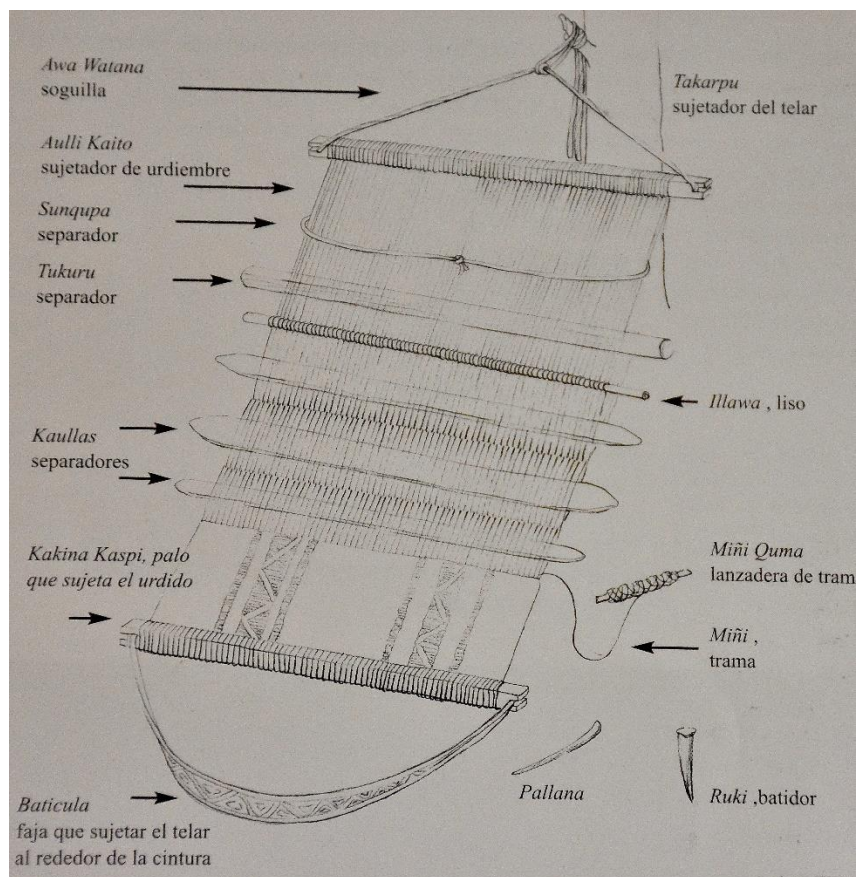 Awa Watana
soguilla
Takarpu
sujetador del telar
Aulli Kaito
sujetador de urdiembre
Sunqupa
separador
Tukuru
separador
Illawa , liso
Kaullas
separadores
Kakina Kaspi, palo
que sujeta el urdido
Miñi Quma
lanzadera de tram
Miñi ,
trama
Pallana
Ruki ,batidor
Baticula
faja que sujetar el telar
al rededor de la cintura